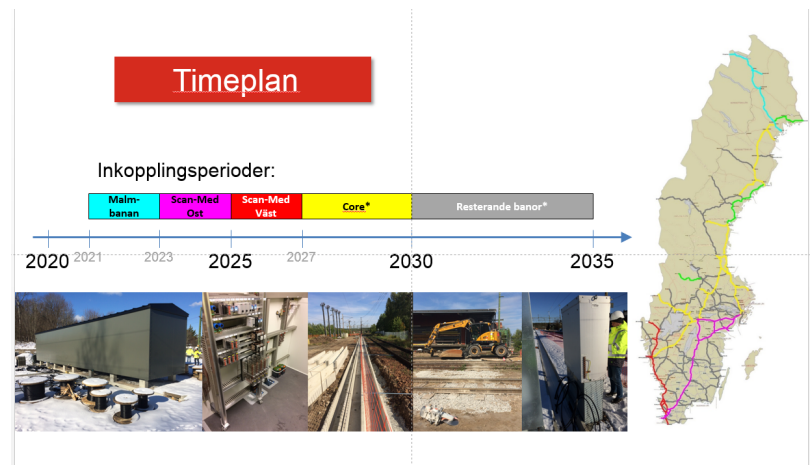 Timeplan
Inkopplingsperioder:
Malm-
banan
Scan-Med
Ost
Scan-Med
Väst
Core*
Resterande banor*
2020
2021
2023
2025
2027
2030
2035